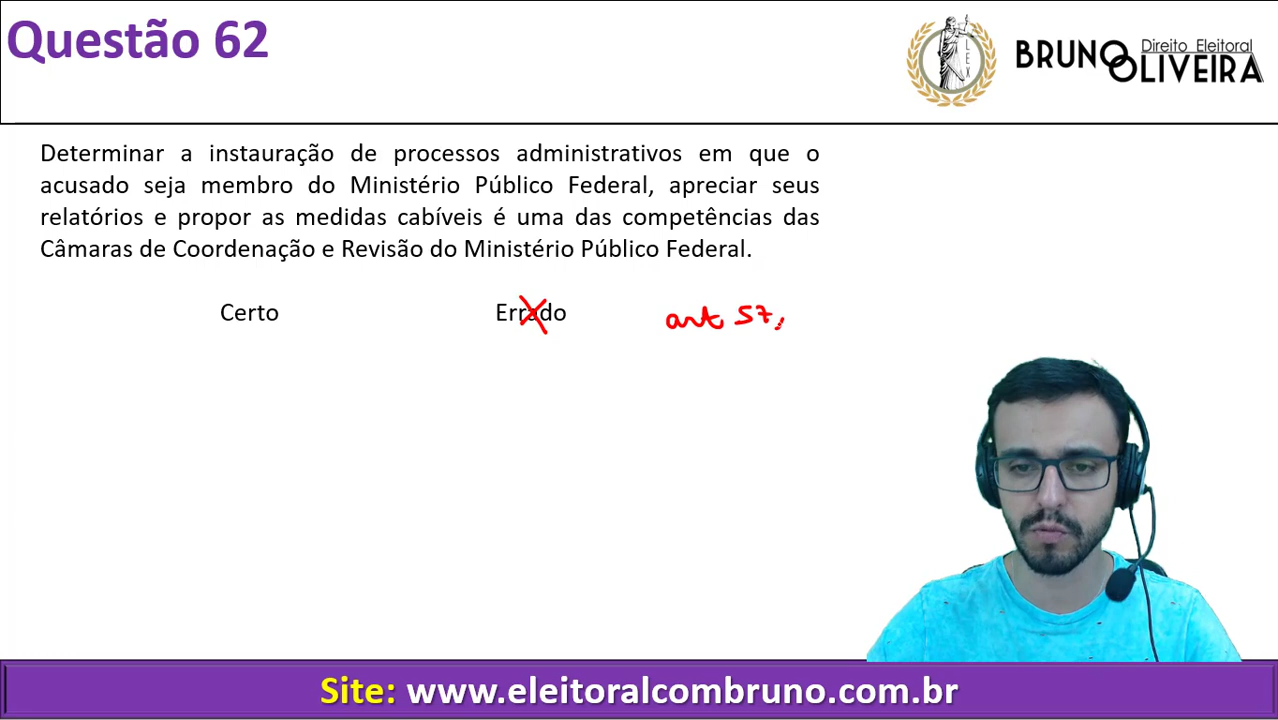 Questão 62
LEX
BRUNO Direito Eleitoral
OLIVEIRA
Determinar a instauração de processos administrativos em que o
acusado seja membro do Ministério Público Federal, apreciar seus
relatórios e propor as medidas cabíveis é uma das competências das
Câmaras de Coordenação e Revisão do Ministério Público Federal.
Certo Errado art 57,
Site: www.eleitoralcombruno.com.br